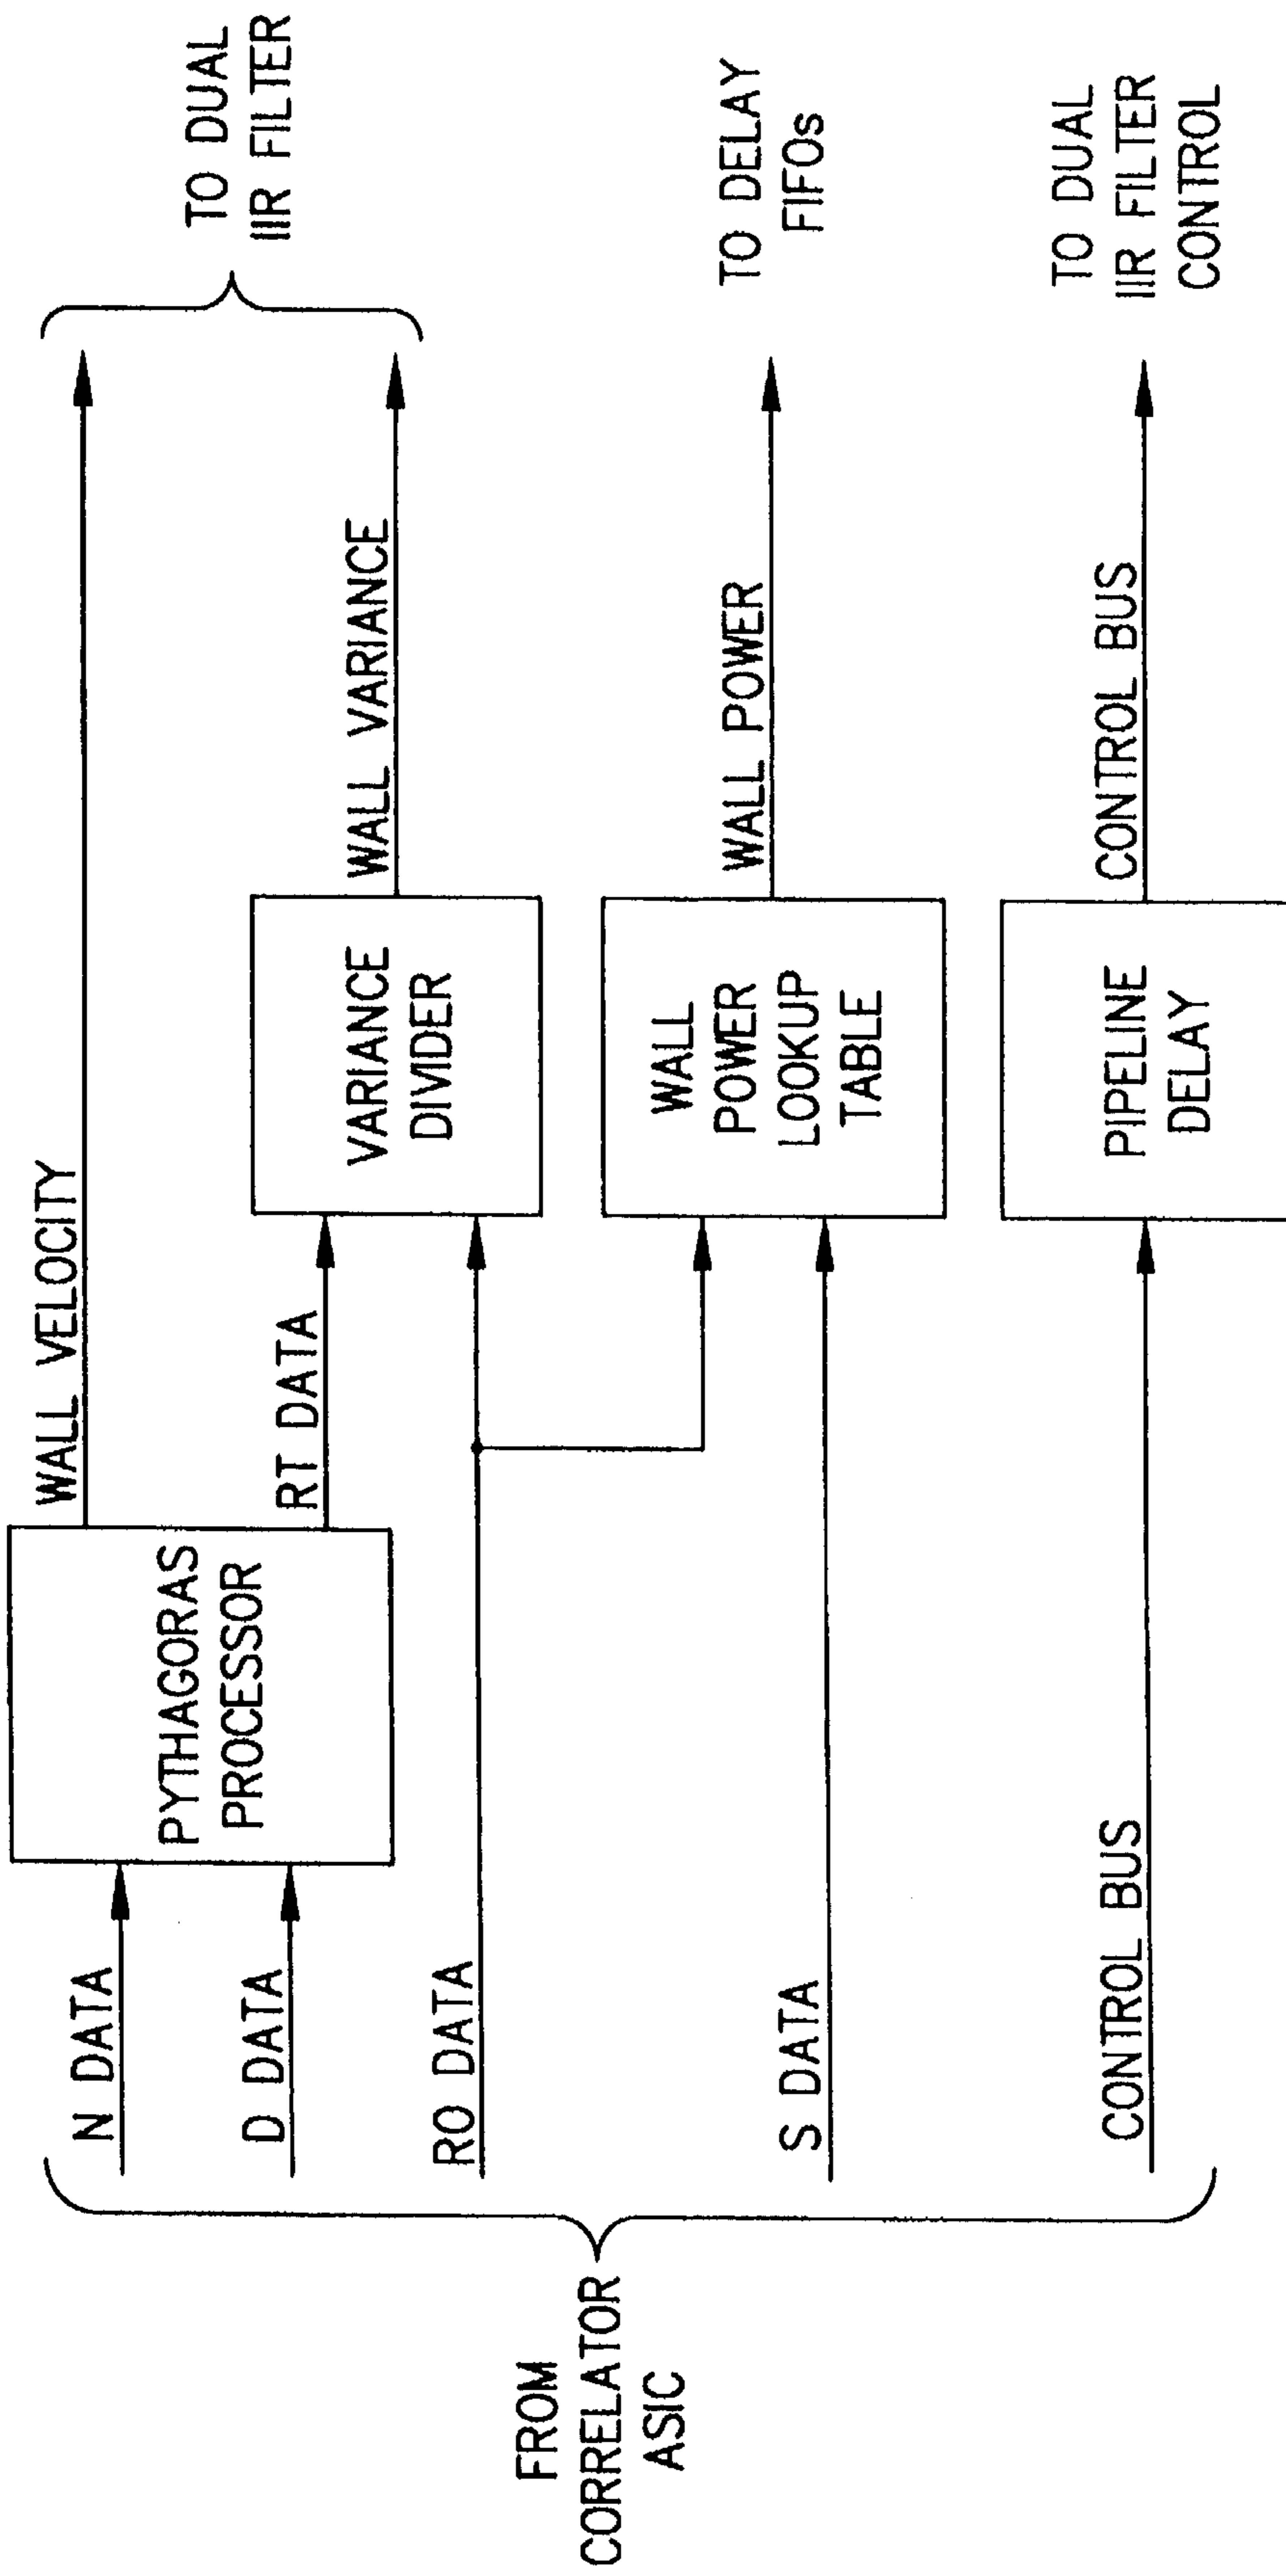 FROM
CORRELATOR
ASIC
N DATA
D DATA
RO DATA
S DATA
CONTROL BUS
PYTHAGORAS
PROCESSOR
WALL VELOCITY
RT DATA
VARIANCE
DIVIDER
WALL
POWER
LOOKUP
TABLE
PIPELINE
DELAY
WALL VARIANCE
WALL POWER
CONTROL BUS
TO DUAL
IIR FILTER
TO DELAY
FIFOs
TO DUAL
IIR FILTER
CONTROL